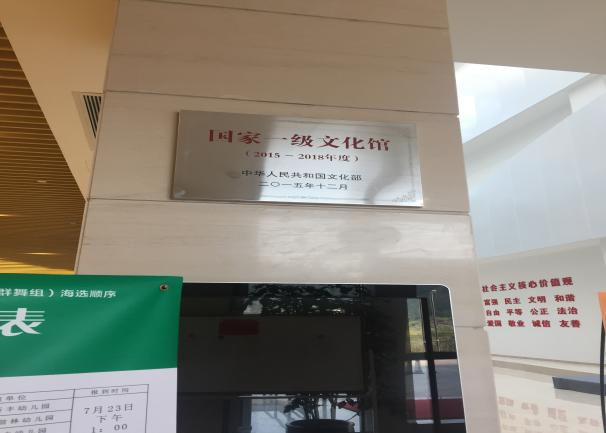 国家一级文化馆
（2015－2018年度）
中华人民共和国文化部
二〇一五年十二月
社会主义核心价值观
富强 民主 文明 和谐
自由 平等 公正 法治
爱国 敬业 诚信 友善
群舞组）海选顺序
表
单位
报到时间
幼儿园
7月23日
下午
1：00